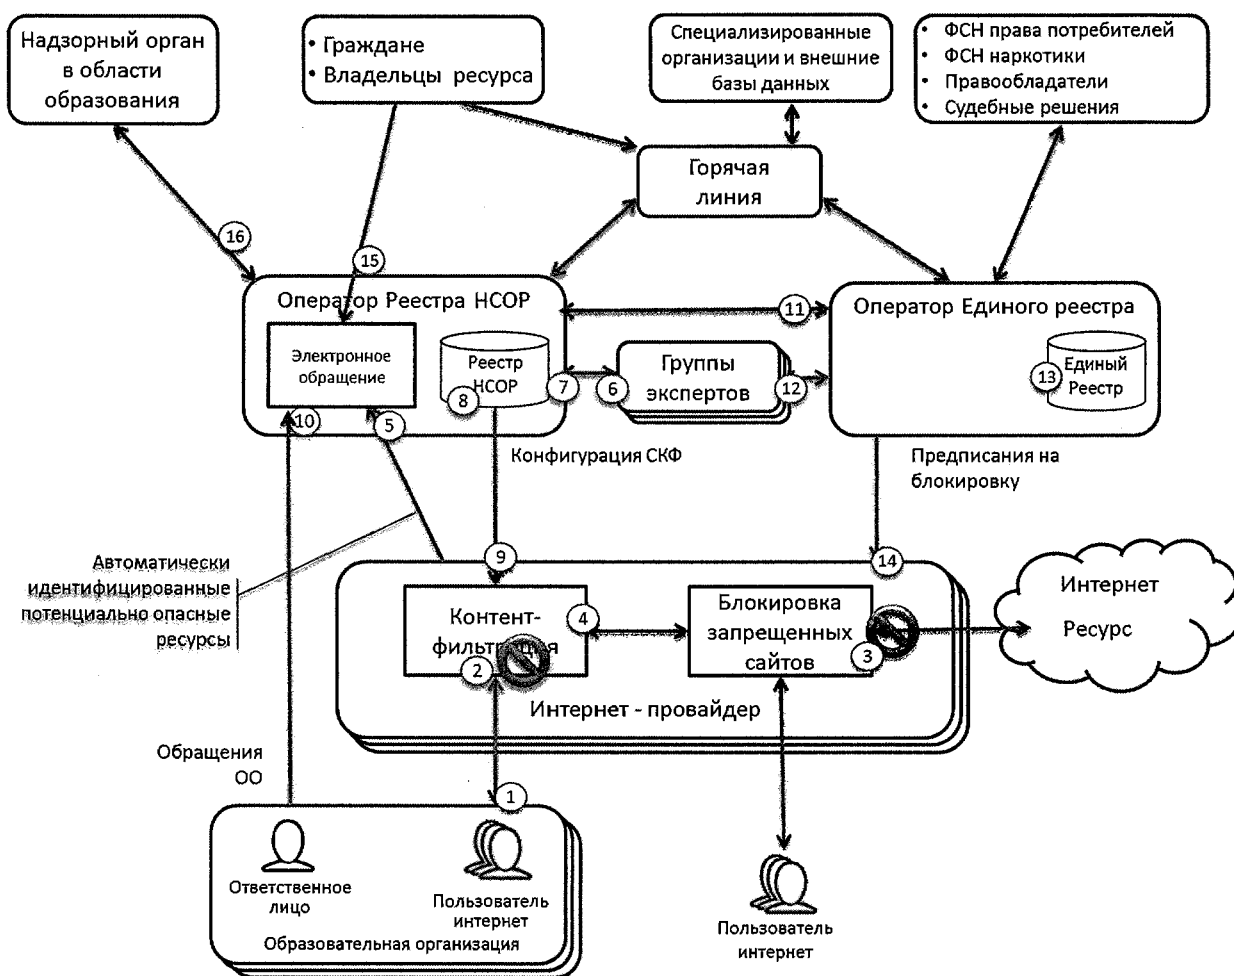 Надзорный орган
в области
образования
• Граждане
• Владельцы ресурса
Специализированные
организации и внешние
базы данных
• ФСН права потребителей
• ФСН наркотики
• Правообладатели
• Судебные решения
Горячая
линия
16
15
Оператор Реестра НСОР
11
Оператор Единого реестра
Электронное
обращение
Реестр
НСОР
8
7
6
Группы
экспертов
12
13
Единый
Реестр
10
5
Конфигурация СКФ
Предписания на
блокировку
Автоматически
идентифицированные
потенциально опасные
ресурсы
9
14
Контент-
фильтрация
2
4
Блокировка
запрещенных
сайтов
3
Интернет
Ресурс
Интернет - провайдер
Обращения
ОО
1
Ответственное
лицо
Пользователь
интернет
Образовательная организация
Пользователь
интернет